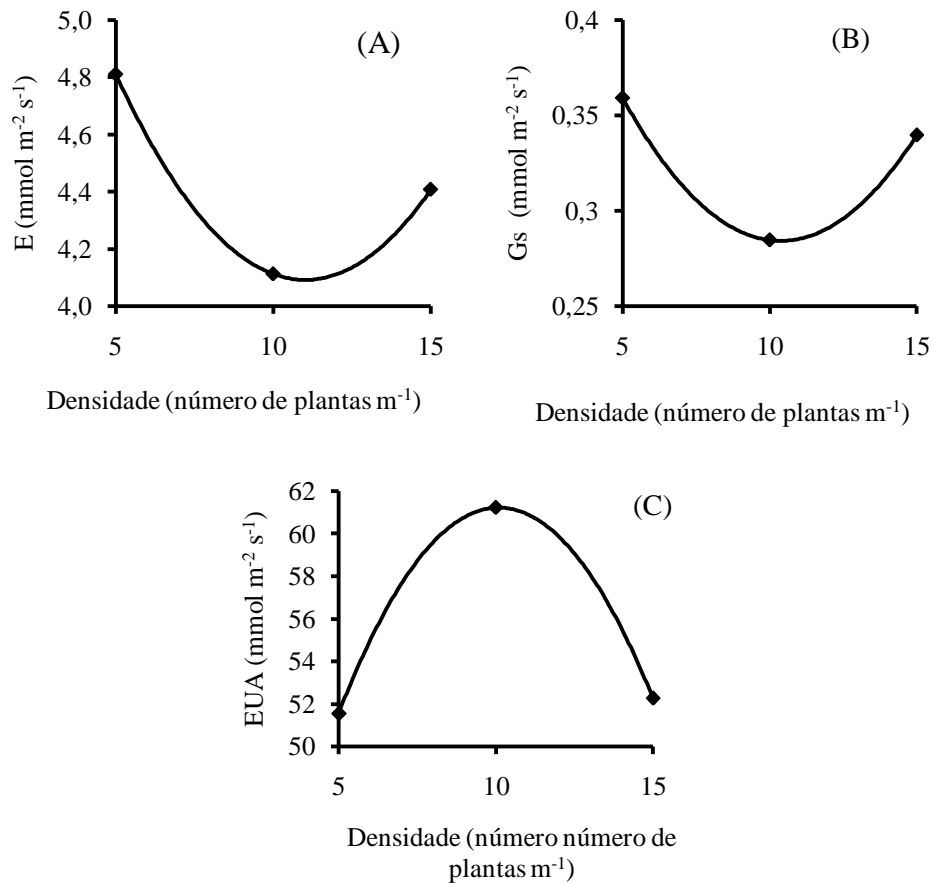 (A)
E (mmol m⁻² s⁻¹)
5,0
4,8
4,6
4,4
4,2
4,0
5 10 15
Densidade (número de plantas m⁻¹)
(B)
Gs (mmol m⁻² s⁻¹)
0,4
0,35
0,3
0,25
5 10 15
Densidade (número de plantas m⁻¹)
(C)
EUA (mmol m⁻² s⁻¹)
62
60
58
56
54
52
50
5 10 15
Densidade (número número de
plantas m⁻¹)